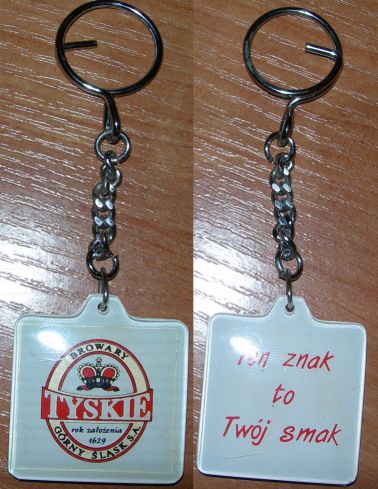 BROWARY
TYSKIE
rok założenia
1629
GÓRNY ŚLĄSK S.A.
Ten znak
to
Twój smak